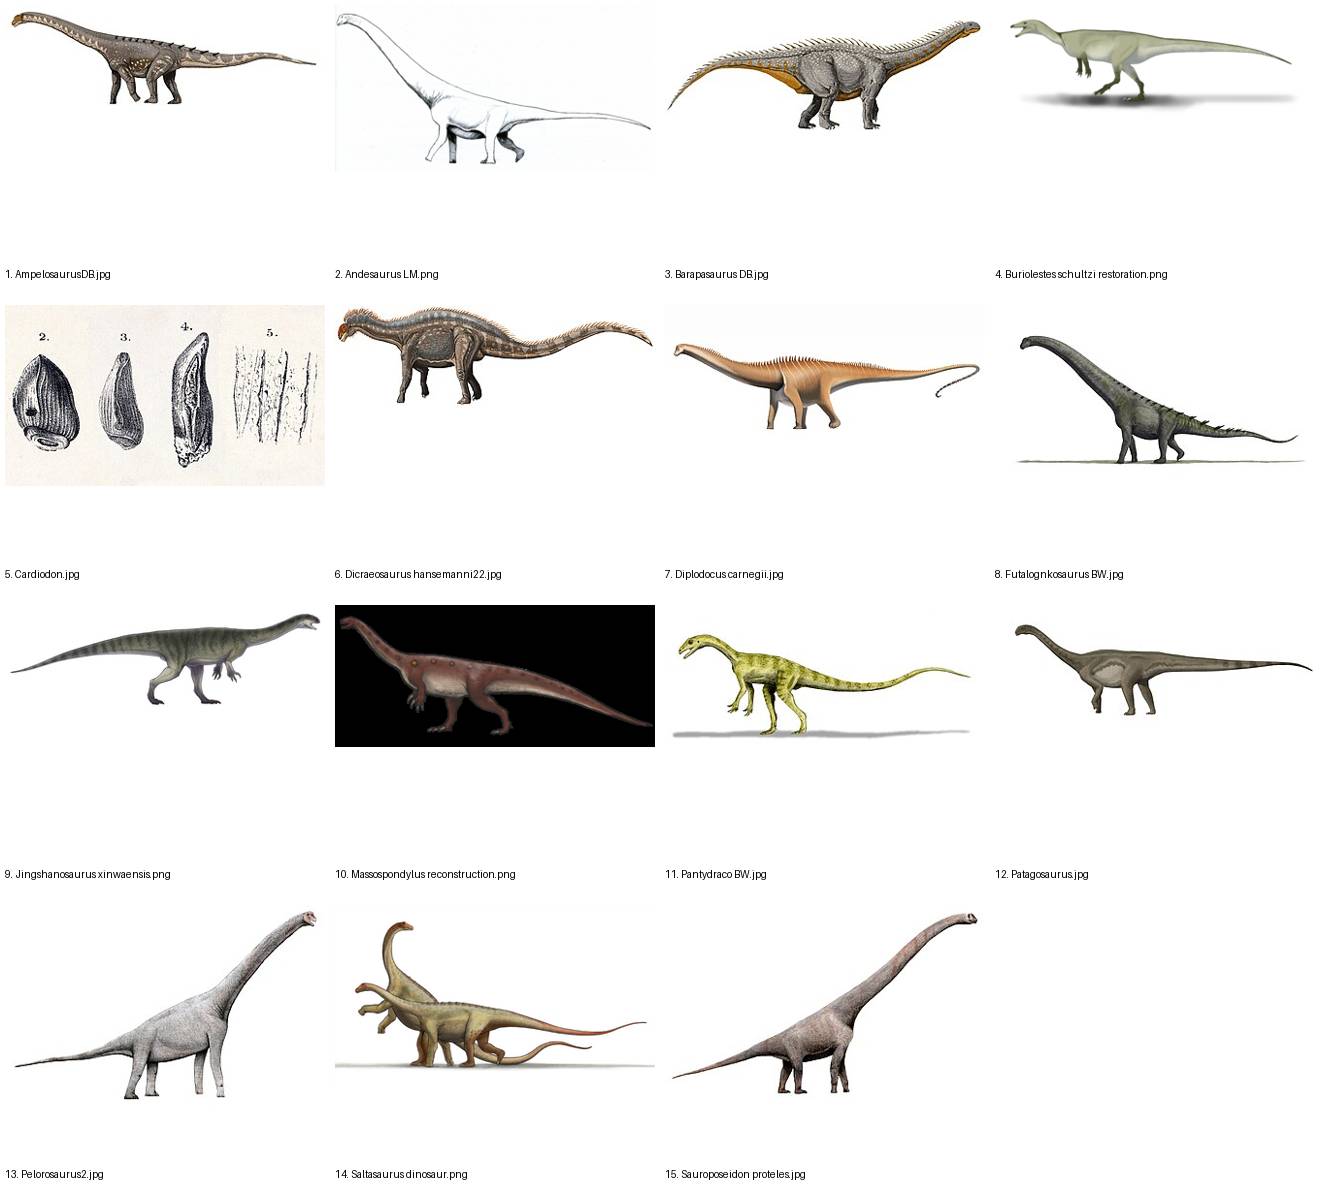 1. AmpelosaurusDB.jpg
2. Andesaurus LM.png
3. Barapasaurus DB.jpg
4. Buriolestes schultzi restoration.png
2.
3.
4.
5.
5. Cardiodon.jpg
6. Dicraeosaurus hansemanni22.jpg
7. Diplodocus carnegii.jpg
8. Futalognkosaurus BW.jpg
9. Jingshanosaurus xinwaensis.png
10. Massospondylus reconstruction.png
11. Pantydraco BW.jpg
12. Patagosaurus.jpg
13. Pelorosaurus2.jpg
14. Saltasaurus dinosaur.png
15. Sauroposeidon proteles.jpg